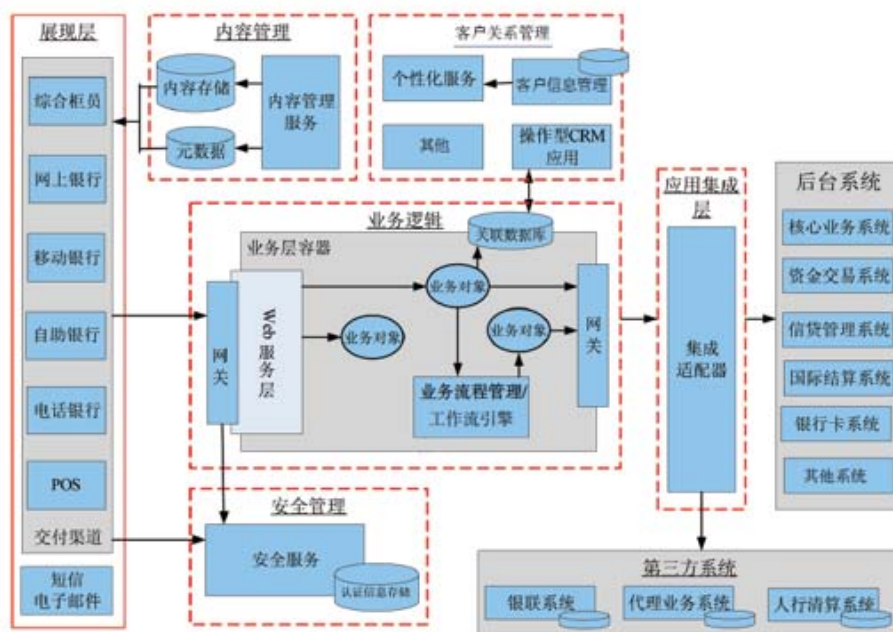 展现层
综合柜员
网上银行
移动银行
自助银行
电话银行
POS
交付渠道
短信
电子邮件
内容管理
内容存储
元数据
内容管理
服务
客户关系管理
个性化服务
客户信息管理
其他
操作型CRM
应用
业务逻辑
业务层容器
关联数据库
网关
Web 服务层
业务对象
业务对象
业务对象
业务流程管理/
工作流引擎
网关
安全管理
安全服务
认证信息存储
应用集成
层
集成
适配器
后台系统
核心业务系统
资金交易系统
信贷管理系统
国际结算系统
银行卡系统
其他系统
第三方系统
银联系统
代理业务系统
人行清算系统